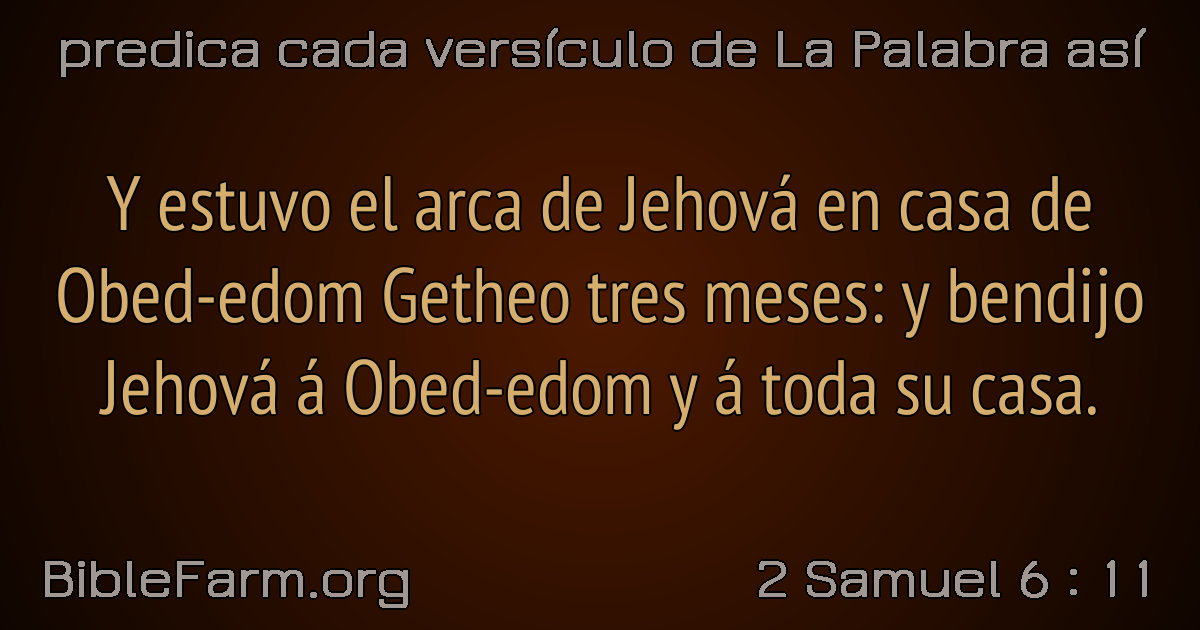 predica cada versículo de La Palabra así
Y estuvo el arca de Jehová en casa de
Obed-edom Getheo tres meses: y bendijo
Jehová á Obed-edom y á toda su casa.
BibleFarm.org
2 Samuel 6 : 11